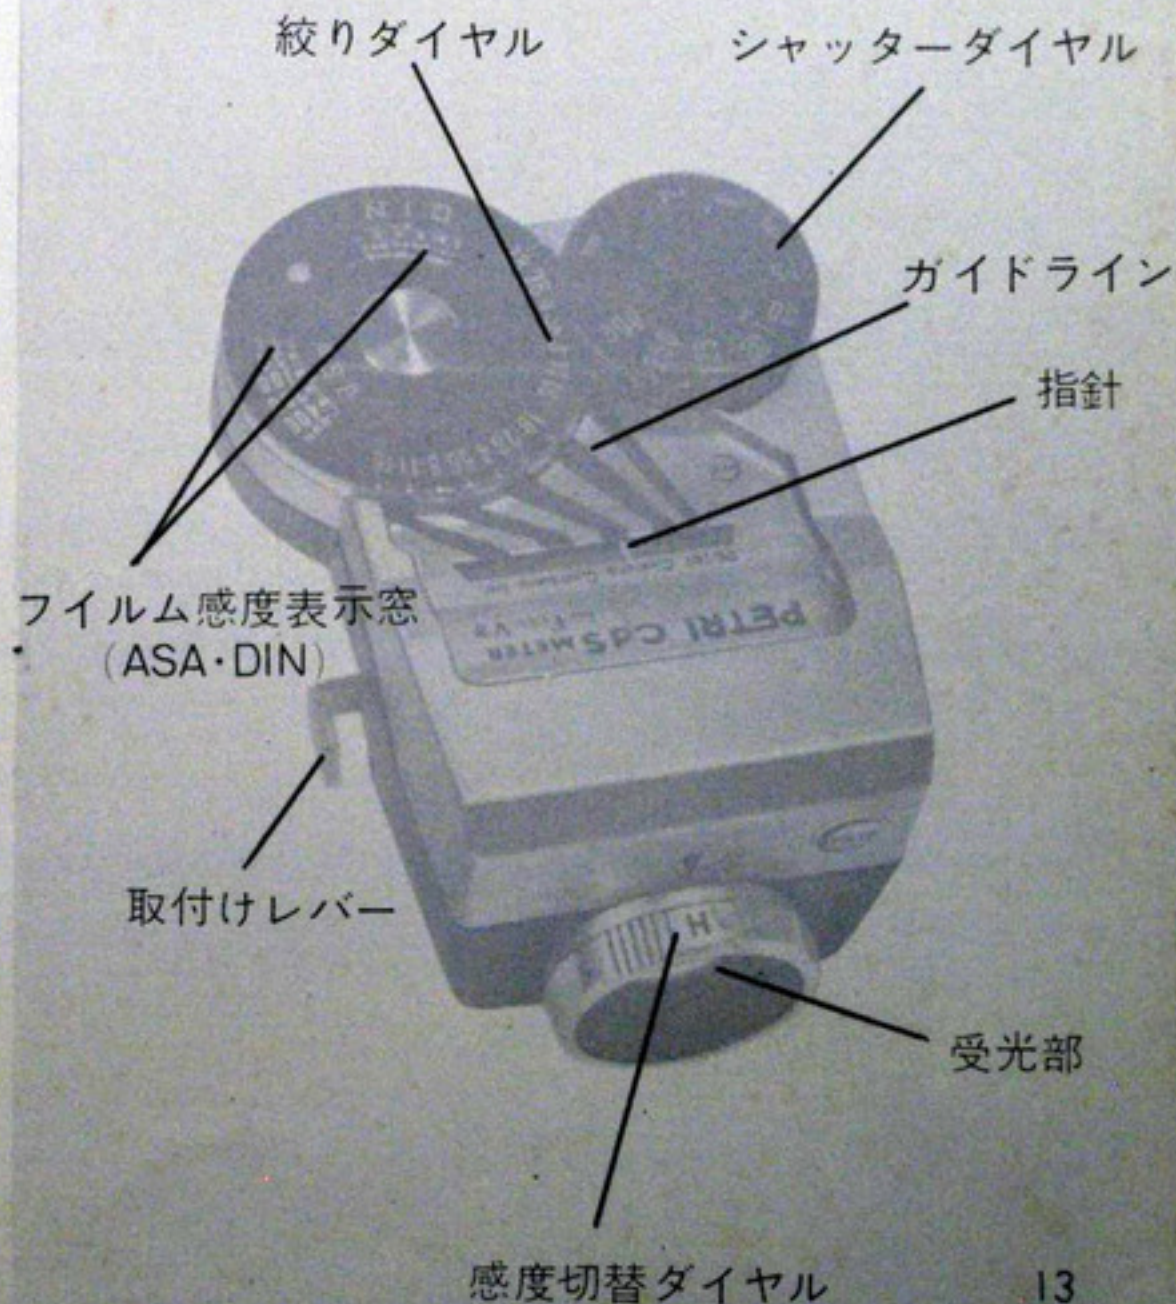 絞りダイヤル
シャッターダイヤル
ガイドライン
指針
フイルム感度表示窓
(ASA・DIN)
DIN
PETRI CdS METER
取付けレバー
H
受光部
感度切替ダイヤル
13